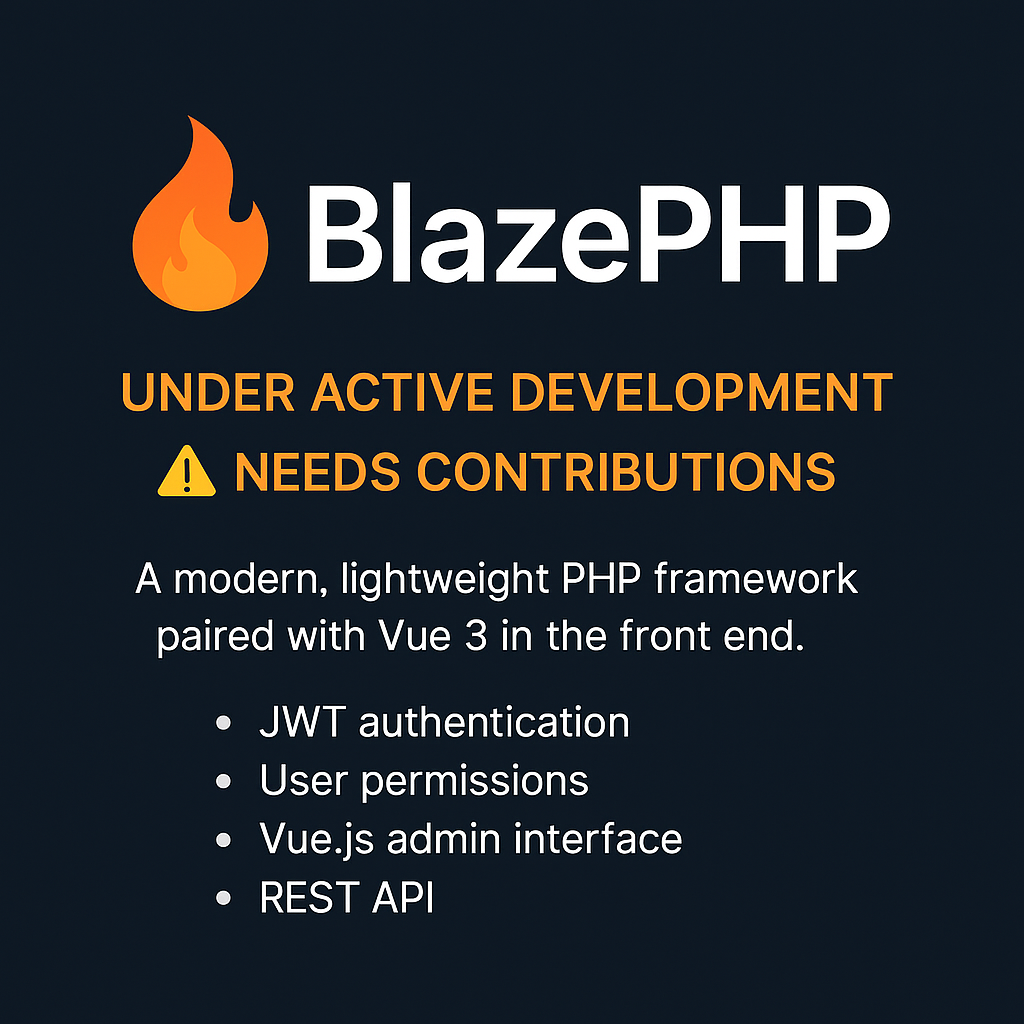 BlazePHP
UNDER ACTIVE DEVELOPMENT
⚠️ NEEDS CONTRIBUTIONS
A modern, lightweight PHP framework
paired with Vue 3 in the front end.
• JWT authentication
• User permissions
• Vue.js admin interface
• REST API